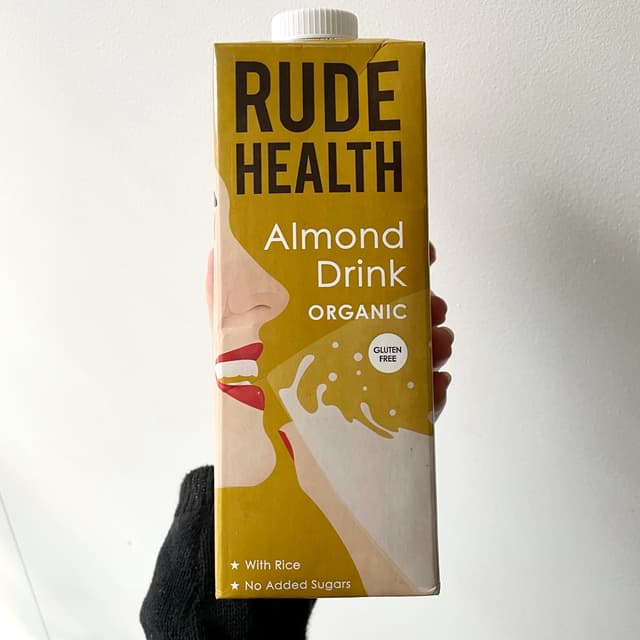 RUDE
HEALTH
Almond
Drink
ORGANIC
GLUTEN
FREE
★ With Rice
★ No Added Sugars